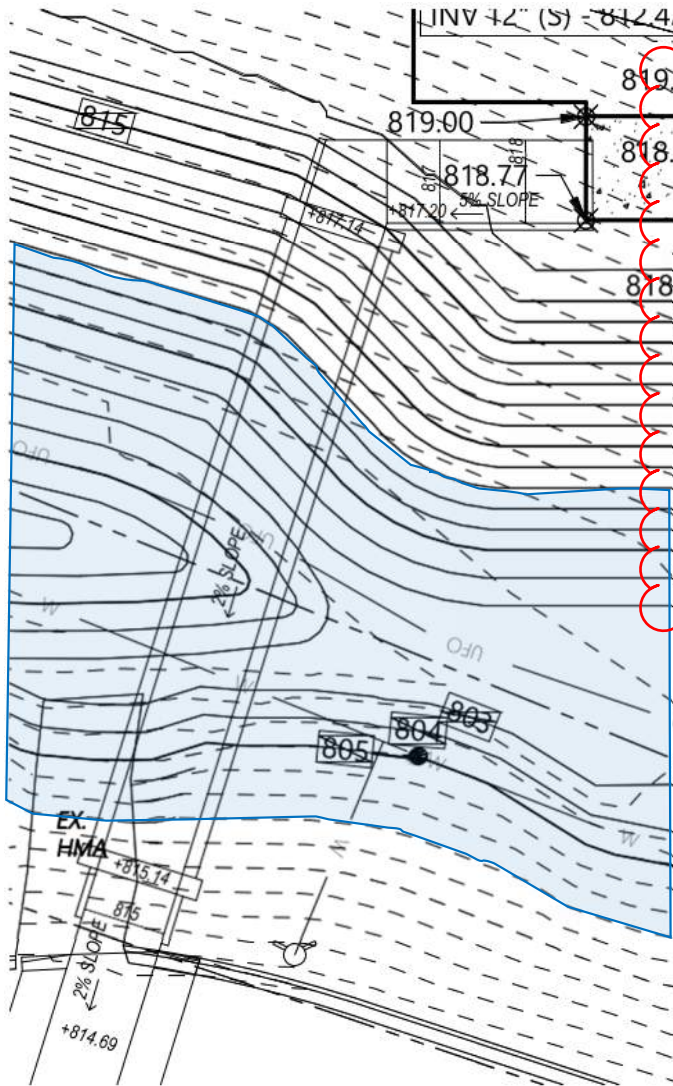 INV 12" (S) - 812.4
819
815
819.00
818
818.
817
818.77
5% SLOPE
+817.20
+817.14
818
UFO
UFO
2% SLOPE
W
UFO
W
803
804
805
W
W
EX.
HMA
+815.14
815
2% SLOPE
+814.69